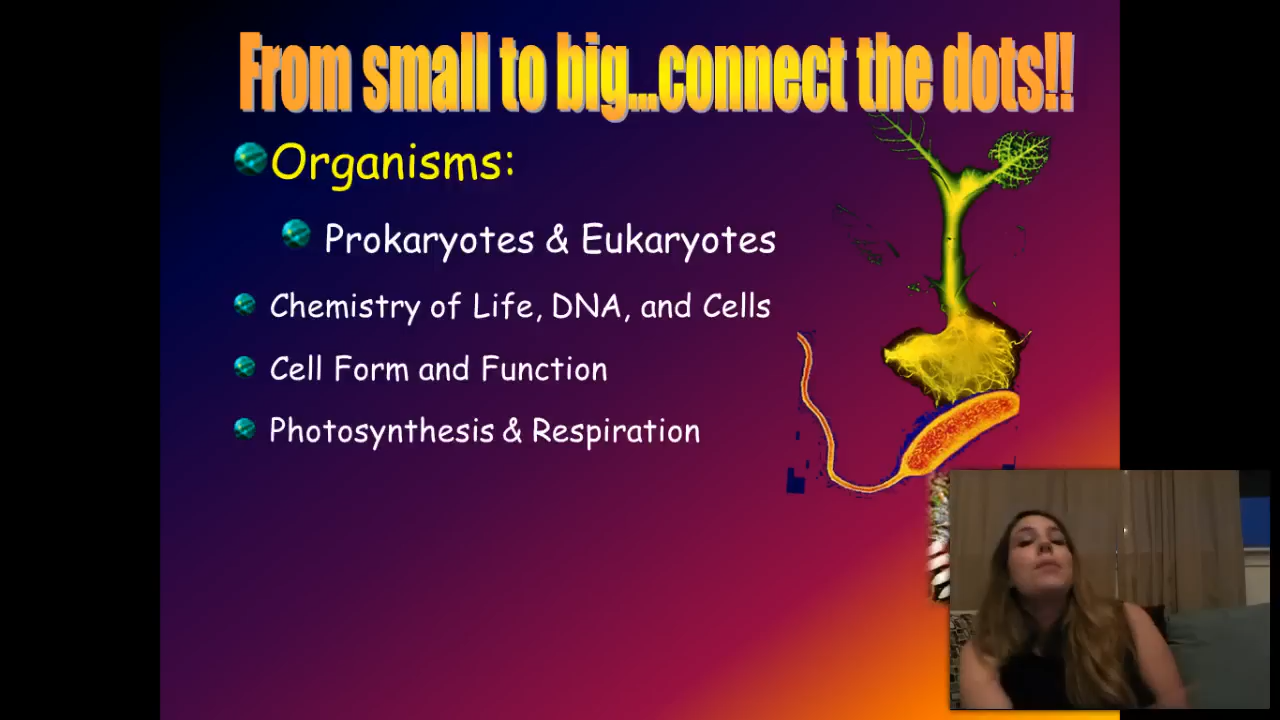 From small to big...connect the dots!!
Organisms:
Prokaryotes & Eukaryotes
Chemistry of Life, DNA, and Cells
Cell Form and Function
Photosynthesis & Respiration